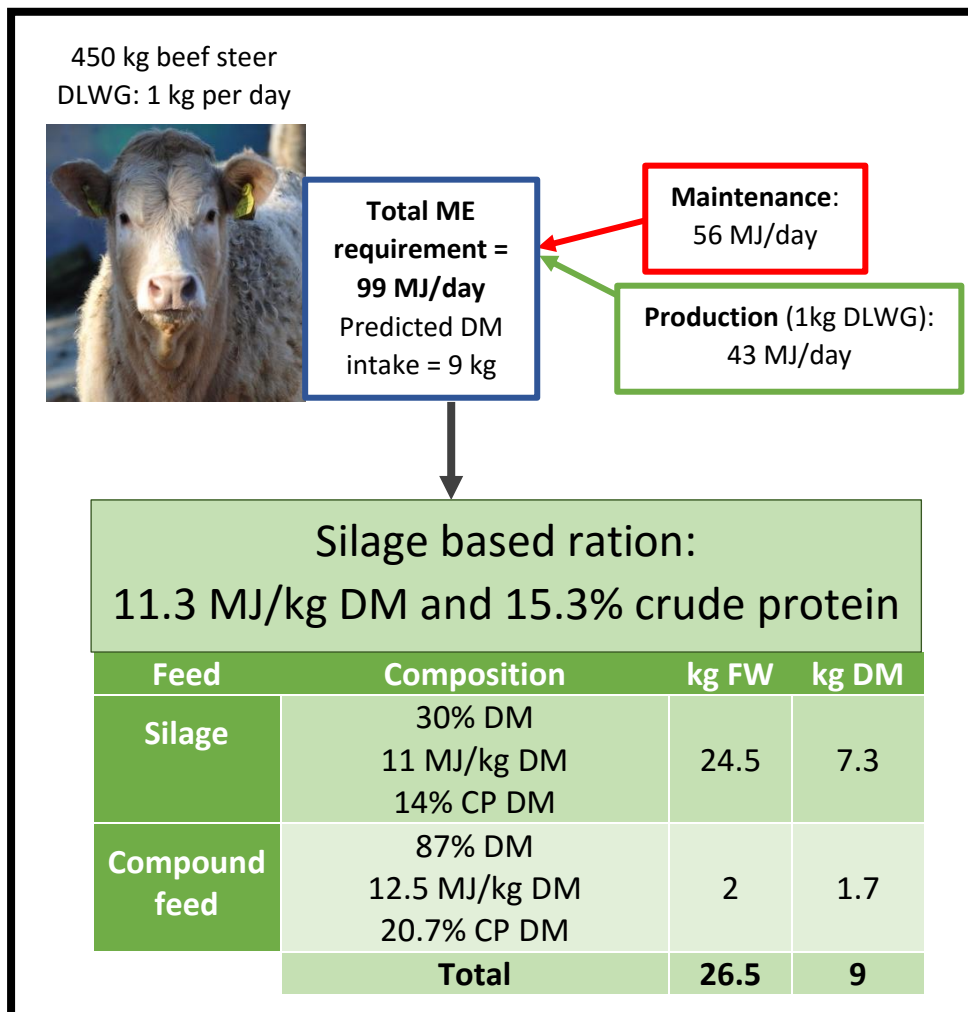 450 kg beef steer
DLWG: 1 kg per day
Total ME
requirement =
99 MJ/day
Predicted DM
intake = 9 kg
Maintenance:
56 MJ/day
Production (1kg DLWG):
43 MJ/day
Silage based ration:
11.3 MJ/kg DM and 15.3% crude protein
Feed Composition kg FW kg DM
Silage
30% DM
11 MJ/kg DM
14% CP DM
24.5 7.3
Compound
feed
87% DM
12.5 MJ/kg DM
20.7% CP DM
2 1.7
Total 26.5 9